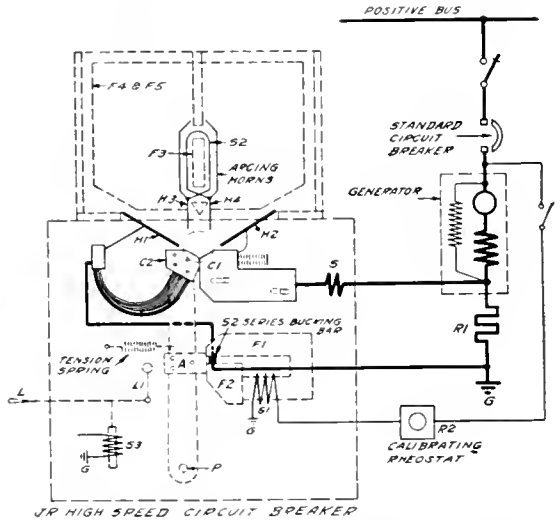 POSITIVE BUS
F4 & F5
STANDARD
CIRCUIT
BREAKER
S2
F3
ARCING
HORNS
GENERATOR
H3
H4
H1
H2
C2
C1
S
R1
S2 SERIES BUCKING
BAR
F1
TENSION
SPRING
A
F2
L1
S1
G
G
L
S3
G
R2
CALIBRATING
RHEOSTAT
P
JR HIGH SPEED CIRCUIT BREAKER